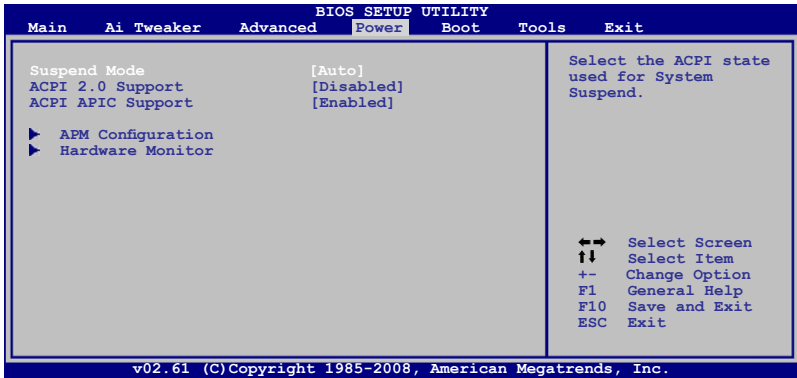 BIOS SETUP UTILITY
Main Ai Tweaker Advanced Power Boot Tools Exit
Suspend Mode [Auto]
ACPI 2.0 Support [Disabled]
ACPI APIC Support [Enabled]
APM Configuration
Hardware Monitor
Select the ACPI state
used for System
Suspend.
←→ Select Screen
↑↓ Select Item
+- Change Option
F1 General Help
F10 Save and Exit
ESC Exit
v02.61 (C)Copyright 1985-2008, American Megatrends, Inc.